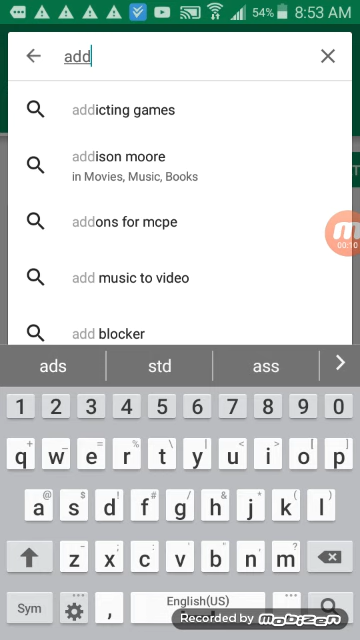 54% 8:53 AM
add
addicting games
addison moore
in Movies, Music, Books
addons for mcpe
add music to video
add blocker
00:10
ads std ass
1 2 3 4 5 6 7 8 9 0
q w e r t y u i o p
a s d f g h j k l
z x c v b n m
Sym , English(US)
Recorded by mobizen